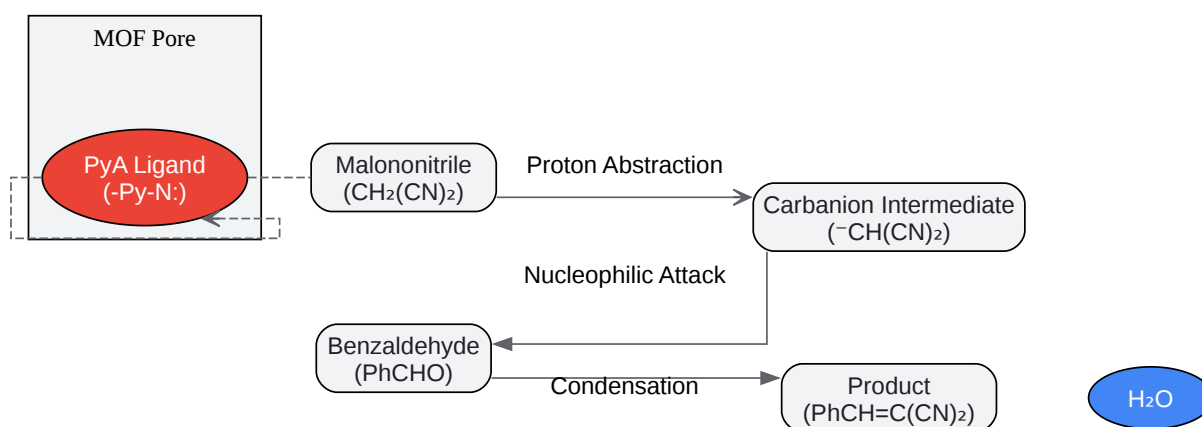 MOF Pore
PyA Ligand
(-Py-N:)
Malononitrile
(CH₂(CN)₂)
Proton Abstraction
Carbanion Intermediate
(⁻CH(CN)₂)
Nucleophilic Attack
Benzaldehyde
(PhCHO)
Condensation
Product
(PhCH=C(CN)₂)
H₂O